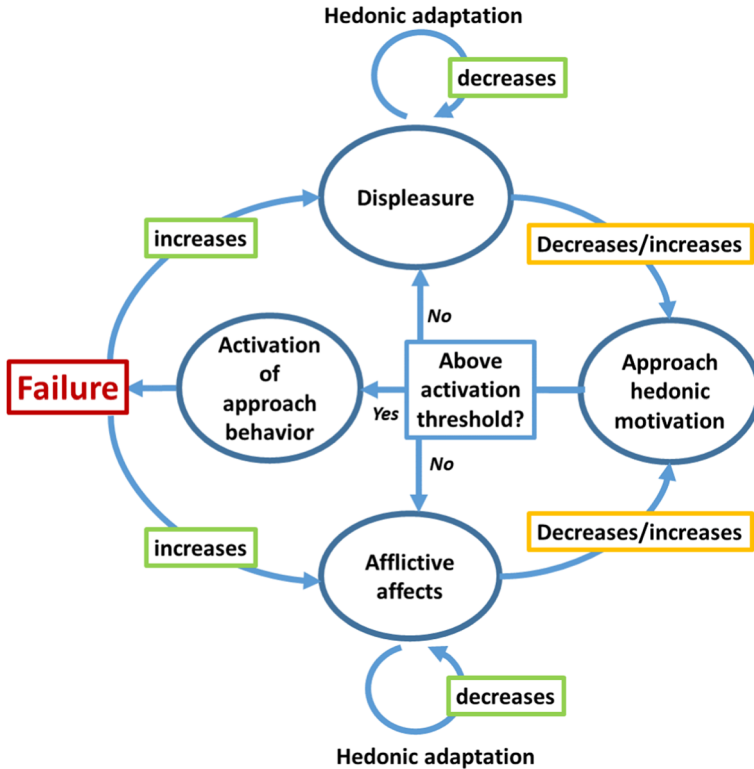 Hedonic adaptation
decreases
Displeasure
increases
Decreases/increases
No
Activation
of
approach
behavior
Above
activation
threshold?
Approach
hedonic
motivation
Failure
Yes
No
increases
Decreases/increases
Afflictive
affects
decreases
Hedonic adaptation